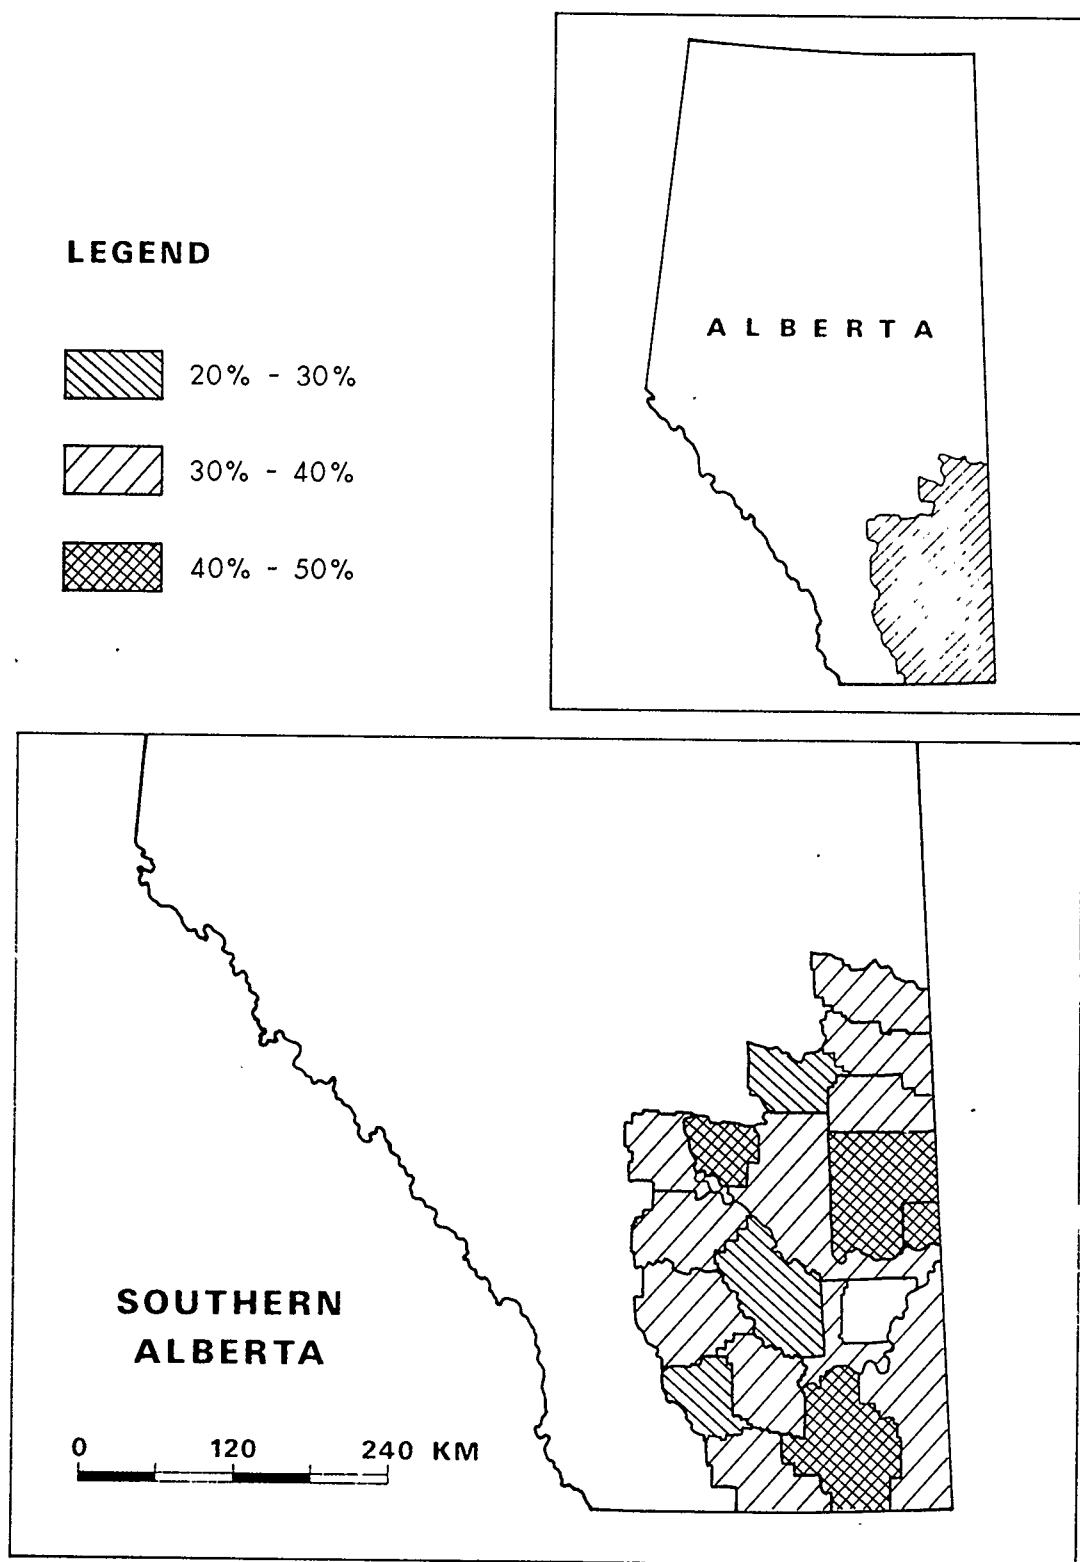 LEGEND
20% - 30%
30% - 40%
40% - 50%
ALBERTA
SOUTHERN
ALBERTA
0 120 240 KM